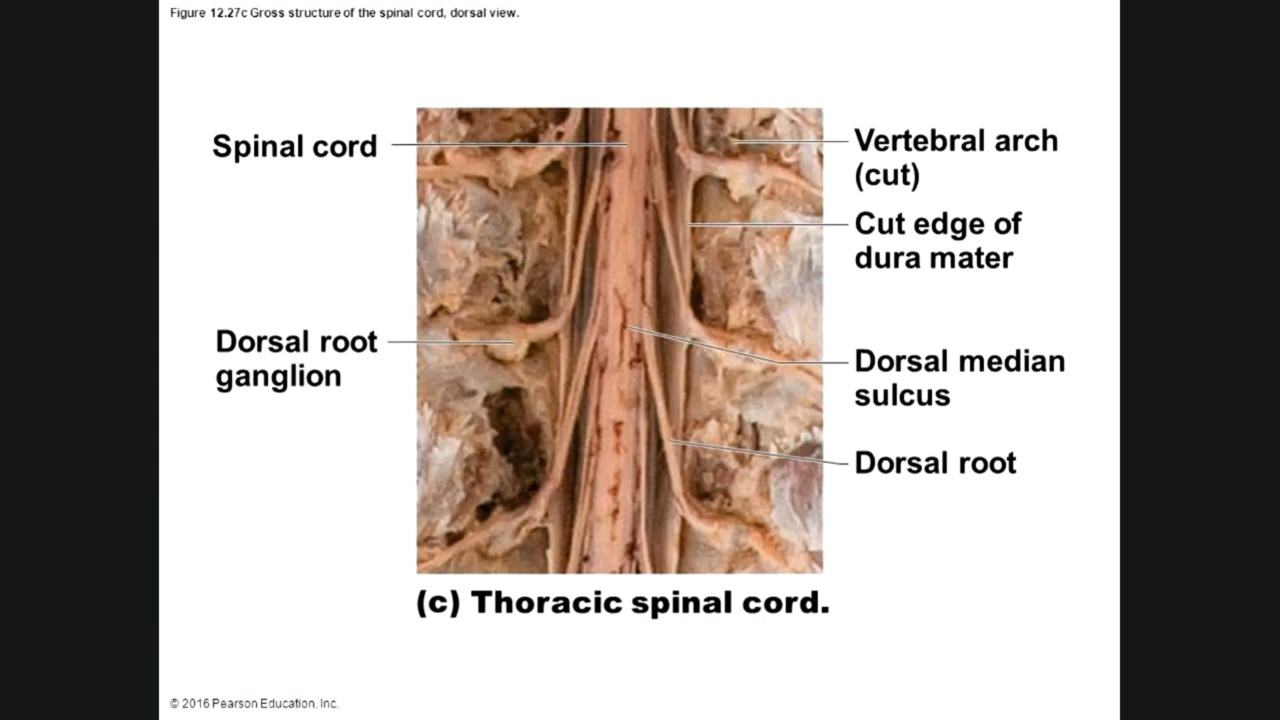 Figure 12.27c Gross structure of the spinal cord, dorsal view.
Spinal cord
Vertebral arch
(cut)
Cut edge of
dura mater
Dorsal root
ganglion
Dorsal median
sulcus
Dorsal root
(c) Thoracic spinal cord.
© 2016 Pearson Education, Inc.